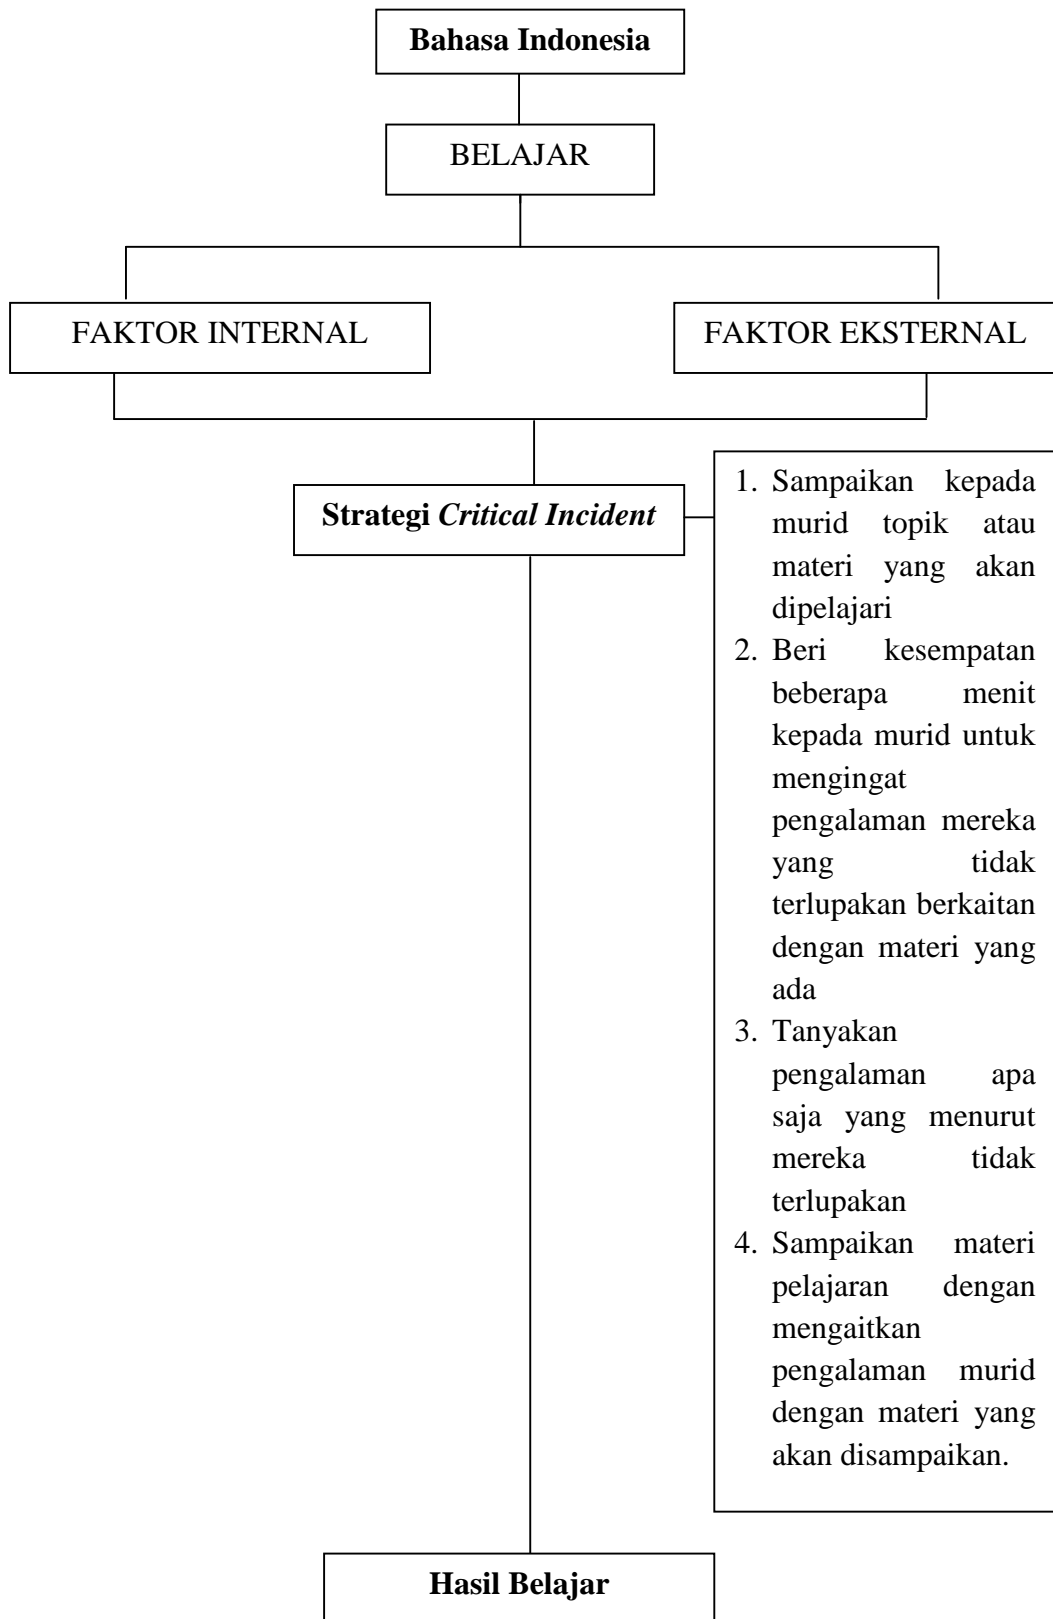 Bahasa Indonesia
BELAJAR
FAKTOR INTERNAL
FAKTOR EKSTERNAL
Strategi Critical Incident
1. Sampaikan kepada
murid topik atau
materi yang akan
dipelajari
2. Beri kesempatan
beberapa menit
kepada murid untuk
mengingat
pengalaman mereka
yang tidak
terlupakan berkaitan
dengan materi yang
ada
3. Tanyakan
pengalaman apa
saja yang menurut
mereka tidak
terlupakan
4. Sampaikan materi
pelajaran dengan
mengaitkan
pengalaman murid
dengan materi yang
akan disampaikan.
Hasil Belajar